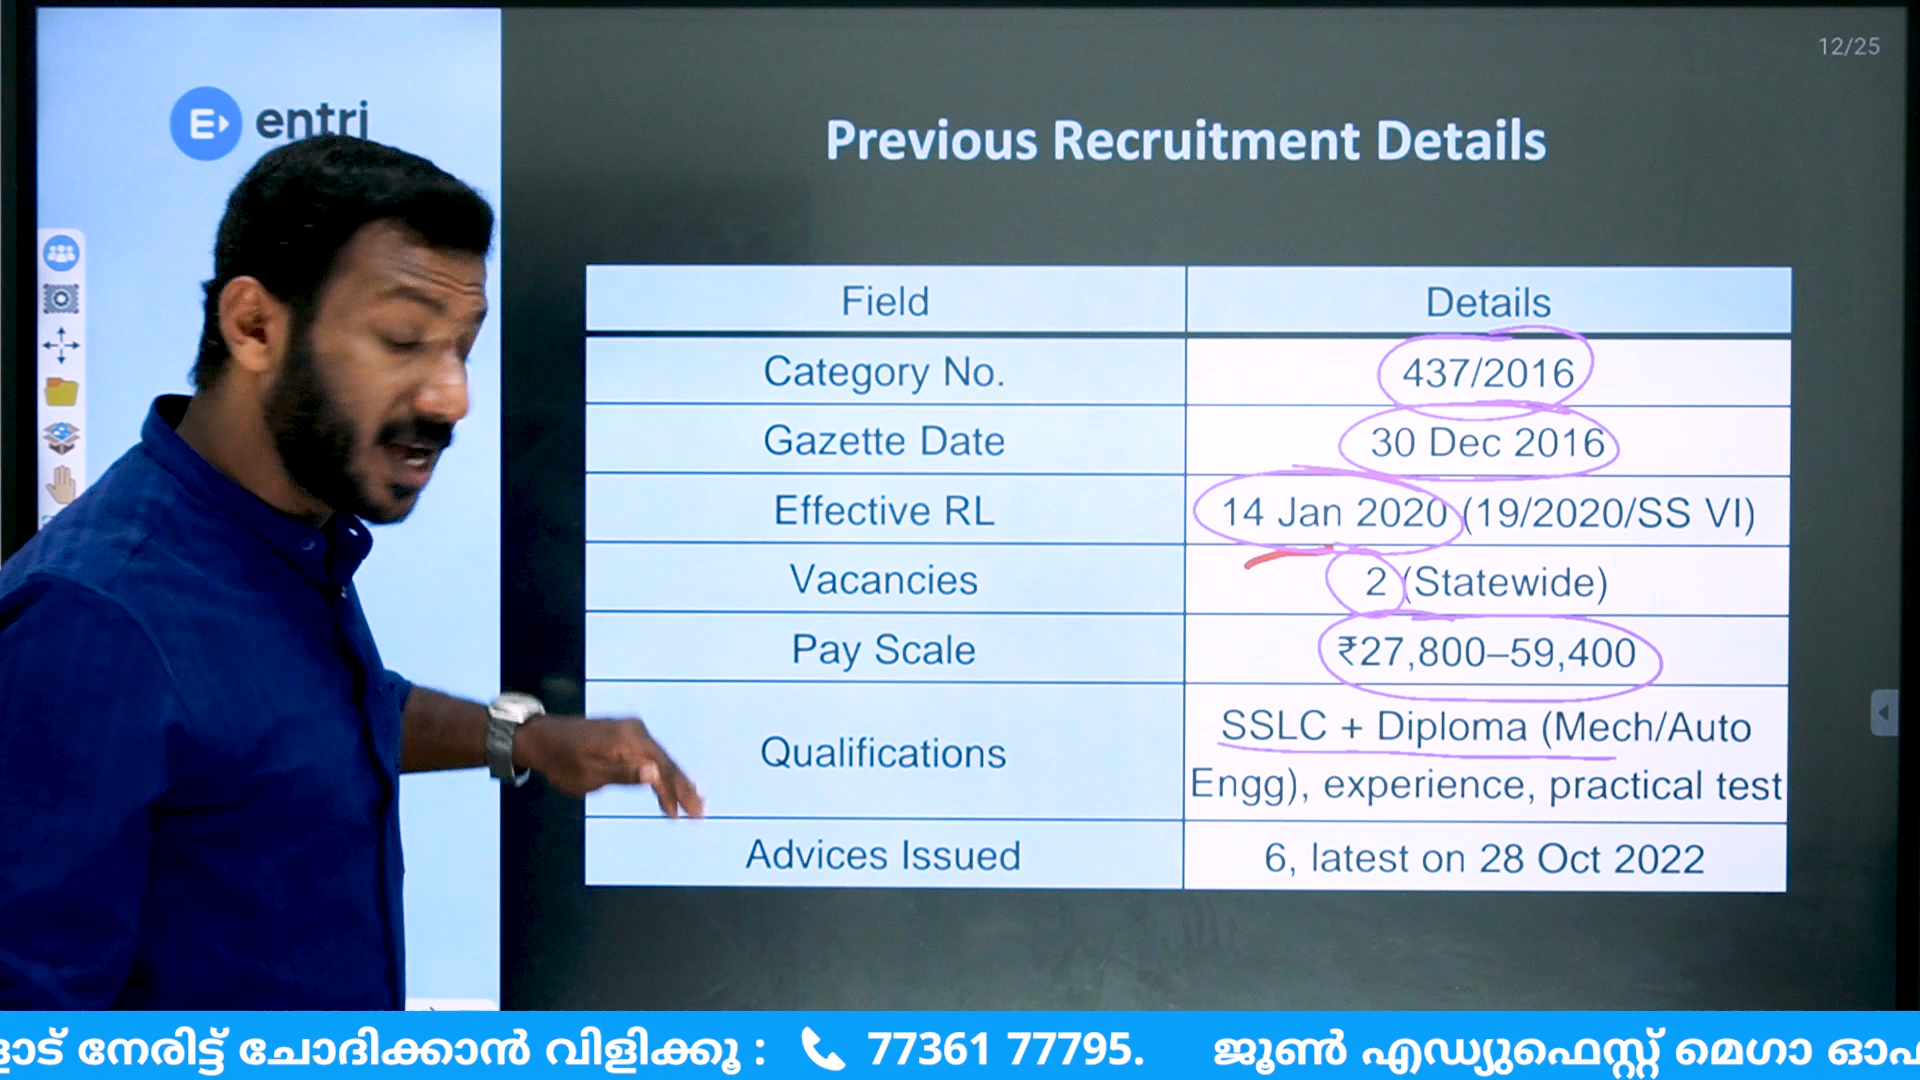 12/25
entri
Previous Recruitment Details
Field Details
Category No. 437/2016
Gazette Date 30 Dec 2016
Effective RL 14 Jan 2020 (19/2020/SS VI)
Vacancies 2 (Statewide)
Pay Scale ₹27,800–59,400
Qualifications SSLC + Diploma (Mech/Auto
Engg), experience, practical test
Advices Issued 6, latest on 28 Oct 2022
നേരിട്ട് ചോദിക്കാൻ വിളിക്കൂ : 77361 77795. ജൂൺ എഡ്യുഫെസ്റ്റ് മെഗാ